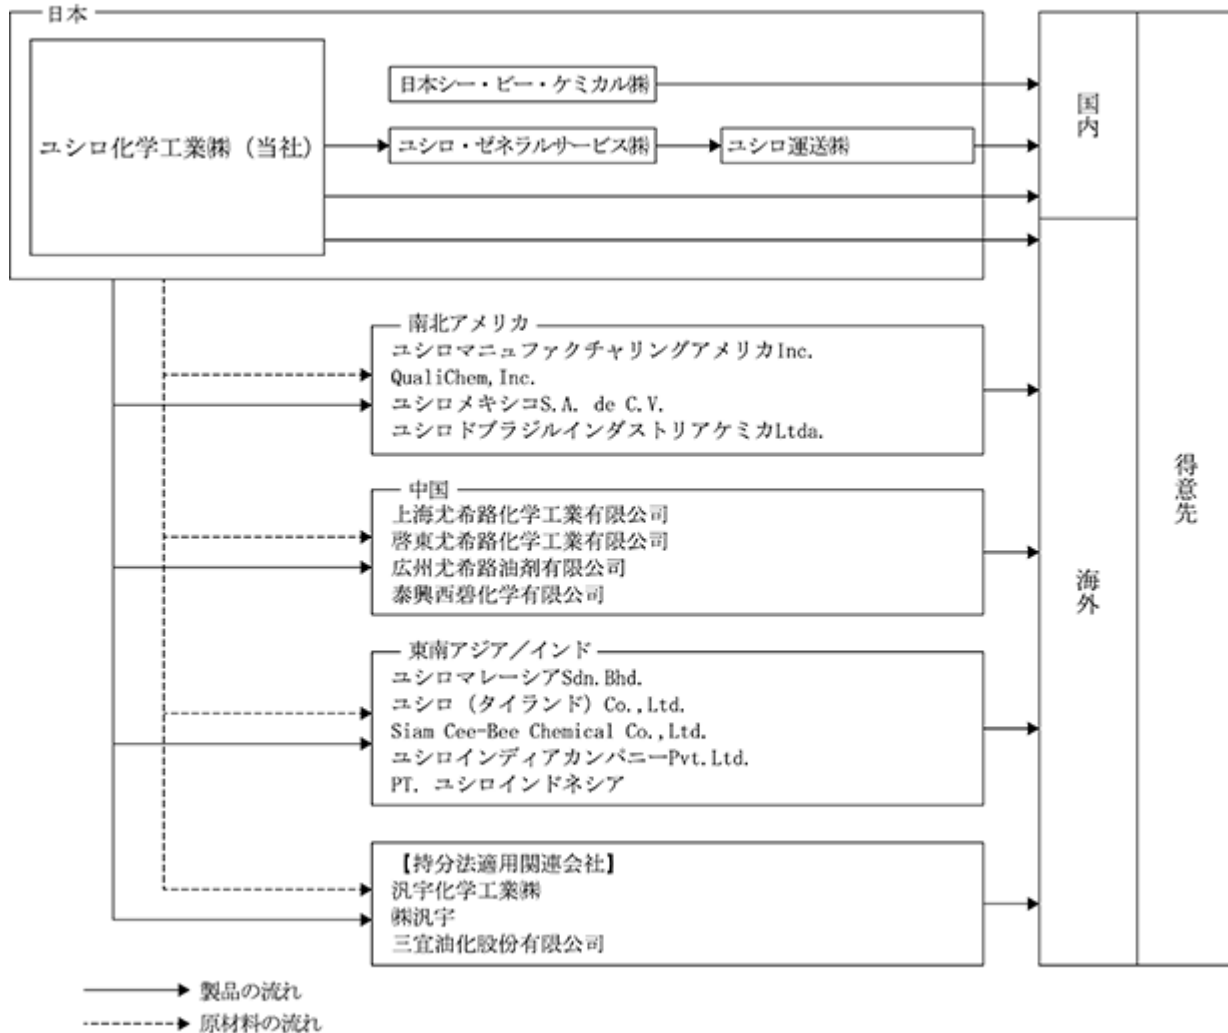 日本
ユシロ化学工業㈱（当社）
日本シー・ビー・ケミカル㈱
ユシロ・ゼネラルサービス㈱
ユシロ運送㈱
国内
海外
得意先
南北アメリカ
ユシロマニュファクチャリングアメリカInc.
QualiChem,Inc.
ユシロメキシコS.A. de C.V.
ユシロドブラジルインダストリアケミカLtda.
中国
上海尤希路化学工業有限公司
啓東尤希路化学工業有限公司
広州尤希路油剤有限公司
泰興西碧化学有限公司
東南アジア／インド
ユシロマレーシアSdn.Bhd.
ユシロ（タイランド）Co.,Ltd.
Siam Cee-Bee Chemical Co.,Ltd.
ユシロインディアカンパニーPvt.Ltd.
PT. ユシロインドネシア
【持分法適用関連会社】
汎宇化学工業㈱
㈱汎宇
三宜油化股份有限公司
製品の流れ
原材料の流れ